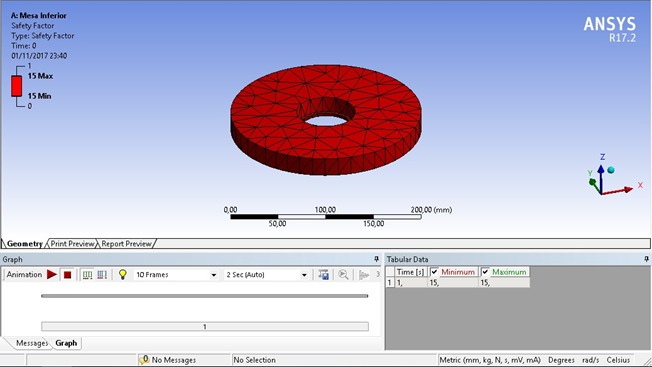 A: Mesa Inferior
Safety Factor
Type: Safety Factor
Time: 0
01/11/2017 23:40
1
15 Max
15 Min
0
ANSYS
R17.2
Z
Y
X
0,00 100,00 200,00 (mm)
50,00 150,00
Geometry Print Preview Report Preview
Graph
Animation 10 Frames 2 Sec (Auto) 3
1
Messages Graph
Tabular Data
Time [s] Minimum Maximum
1 1, 15, 15,
0 No Messages No Selection Metric (mm, kg, N, s, mV, mA) Degrees rad/s Celsius